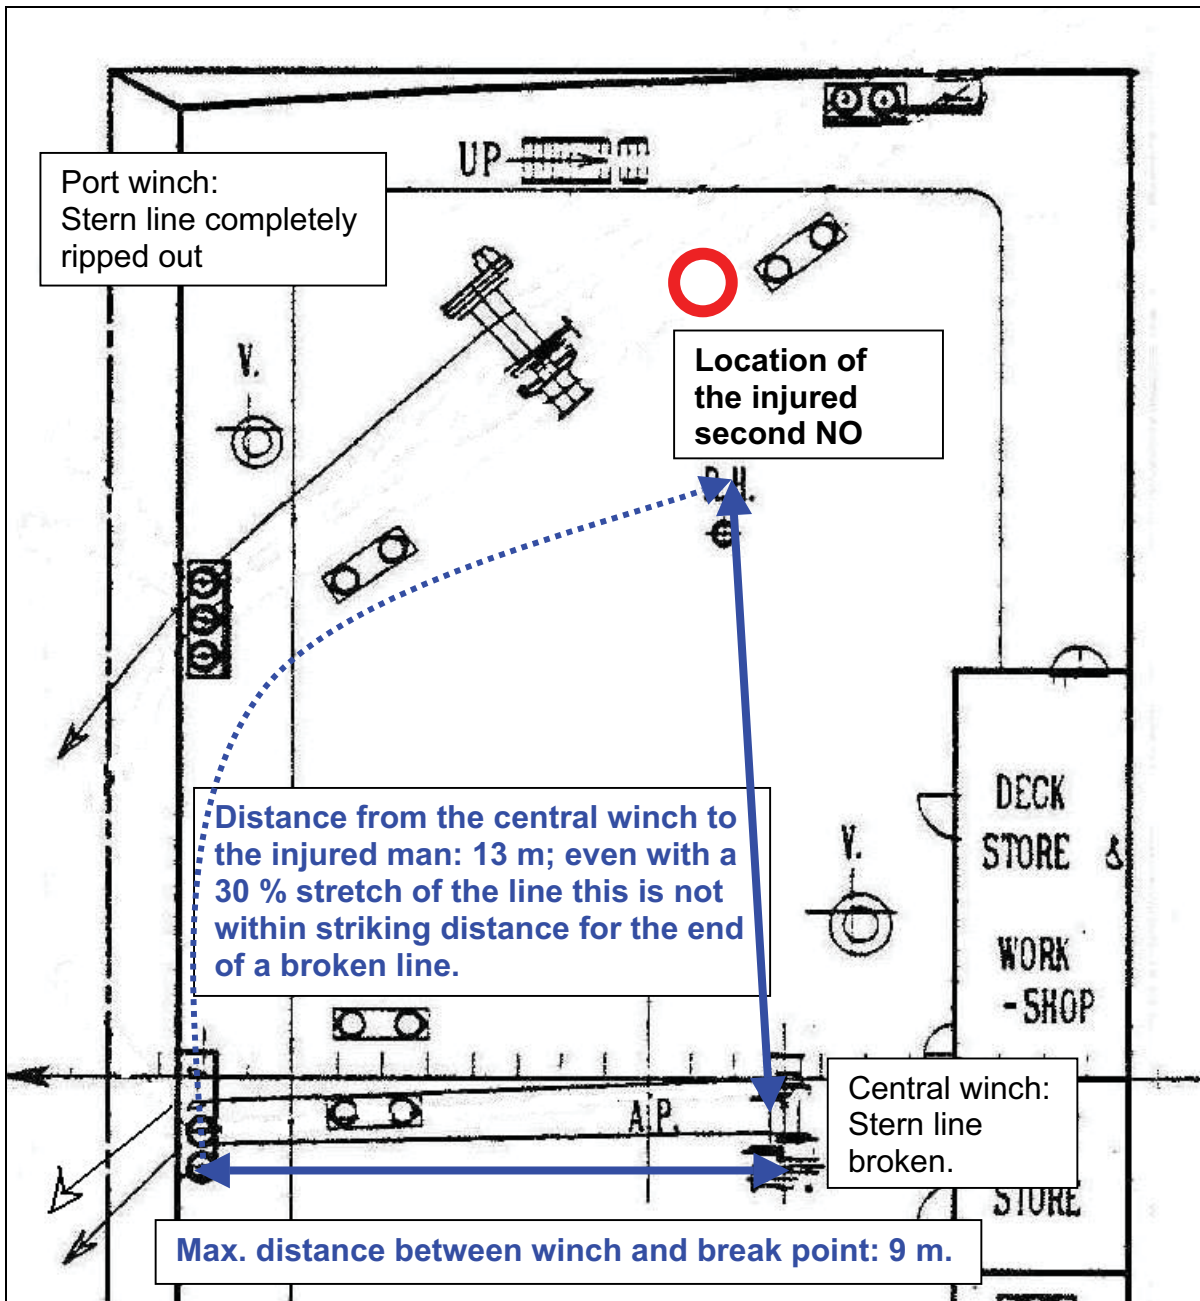 UP
Port winch:
Stern line completely
ripped out
V.
Location of
the injured
second NO
Distance from the central winch to
the injured man: 13 m; even with a
30 % stretch of the line this is not
within striking distance for the end
of a broken line.
V.
DECK
STORE &
WORK
-SHOP
A.P.
Central winch:
Stern line
broken.
STORE
Max. distance between winch and break point: 9 m.